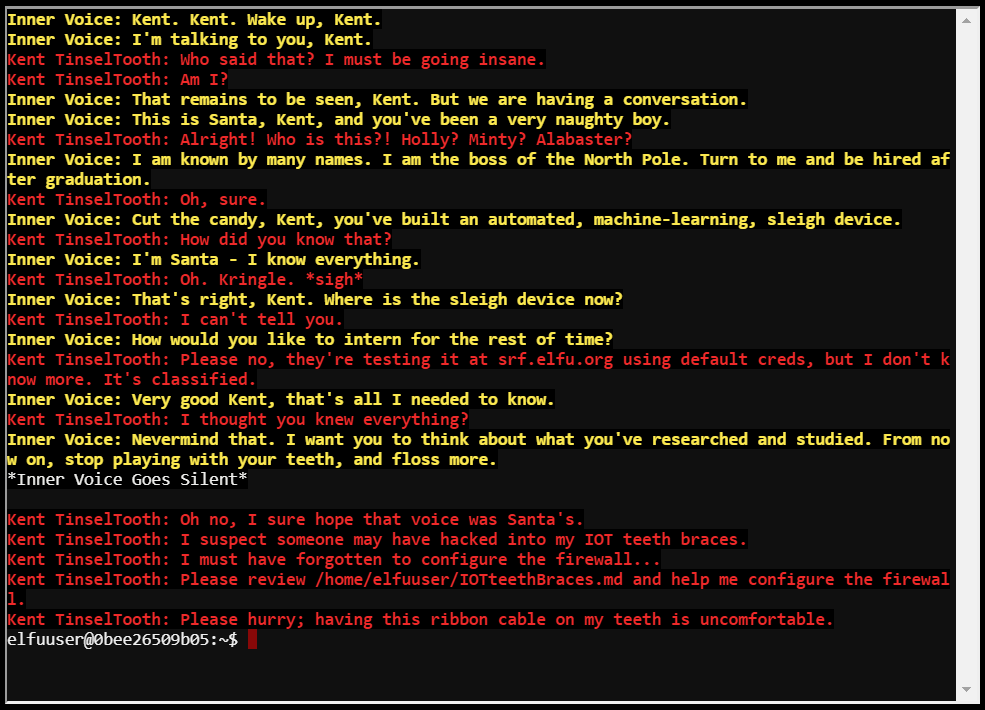 Inner Voice: Kent. Kent. Wake up, Kent.
Inner Voice: I'm talking to you, Kent.
Kent TinselTooth: Who said that? I must be going insane.
Kent TinselTooth: Am I?
Inner Voice: That remains to be seen, Kent. But we are having a conversation.
Inner Voice: This is Santa, Kent, and you've been a very naughty boy.
Kent TinselTooth: Alright! Who is this?! Holly? Minty? Alabaster?
Inner Voice: I am known by many names. I am the boss of the North Pole. Turn to me and be hired af
ter graduation.
Kent TinselTooth: Oh, sure.
Inner Voice: Cut the candy, Kent, you've built an automated, machine-learning, sleigh device.
Kent TinselTooth: How did you know that?
Inner Voice: I'm Santa - I know everything.
Kent TinselTooth: Oh. Kringle. *sigh*
Inner Voice: That's right, Kent. Where is the sleigh device now?
Kent TinselTooth: I can't tell you.
Inner Voice: How would you like to intern for the rest of time?
Kent TinselTooth: Please no, they're testing it at srf.elfu.org using default creds, but I don't k
now more. It's classified.
Inner Voice: Very good Kent, that's all I needed to know.
Kent TinselTooth: I thought you knew everything?
Inner Voice: Nevermind that. I want you to think about what you've researched and studied. From no
w on, stop playing with your teeth, and floss more.
*Inner Voice Goes Silent*
Kent TinselTooth: Oh no, I sure hope that voice was Santa's.
Kent TinselTooth: I suspect someone may have hacked into my IOT teeth braces.
Kent TinselTooth: I must have forgotten to configure the firewall...
Kent TinselTooth: Please review /home/elfuuser/IOTteethBraces.md and help me configure the firewal
l.
Kent TinselTooth: Please hurry; having this ribbon cable on my teeth is uncomfortable.
elfuuser@0bee26509b05:~$